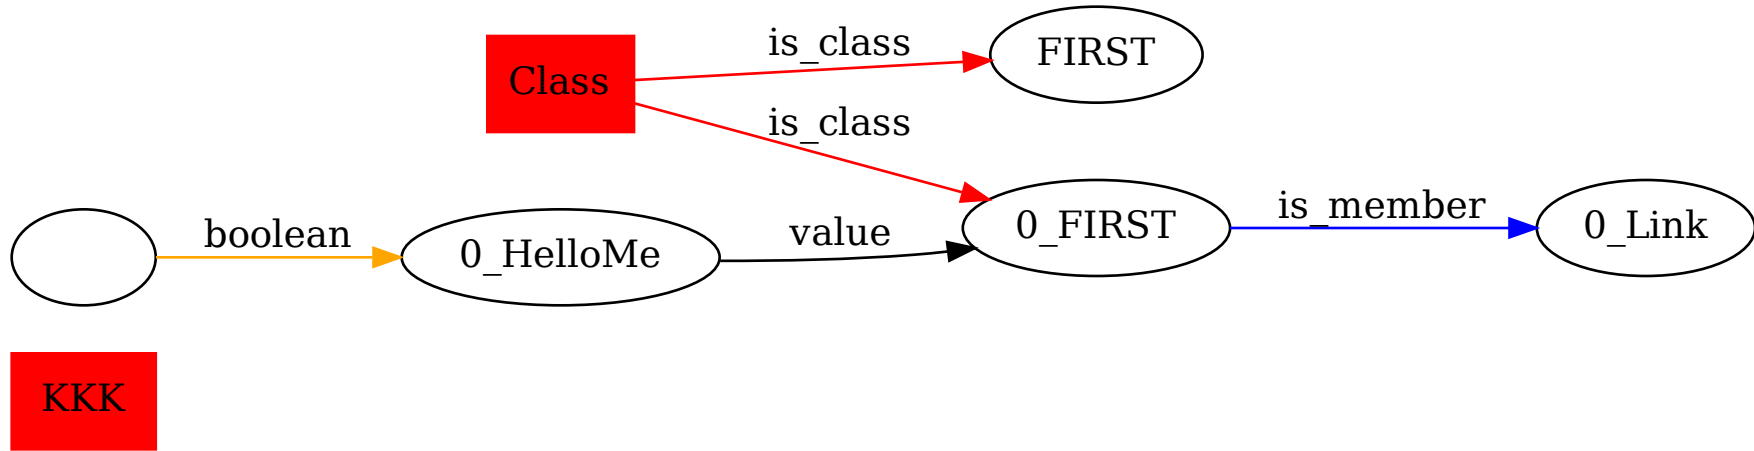 is_class
FIRST
Class
is_class
boolean
0_HelloMe
value
0_FIRST
is_member
0_Link
KKK